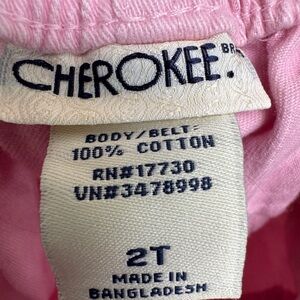 CHEROKEE.
BODY/BELT:
100% COTTON
RN#17730
VN#3478998
2T
MADE IN
BANGLADESH